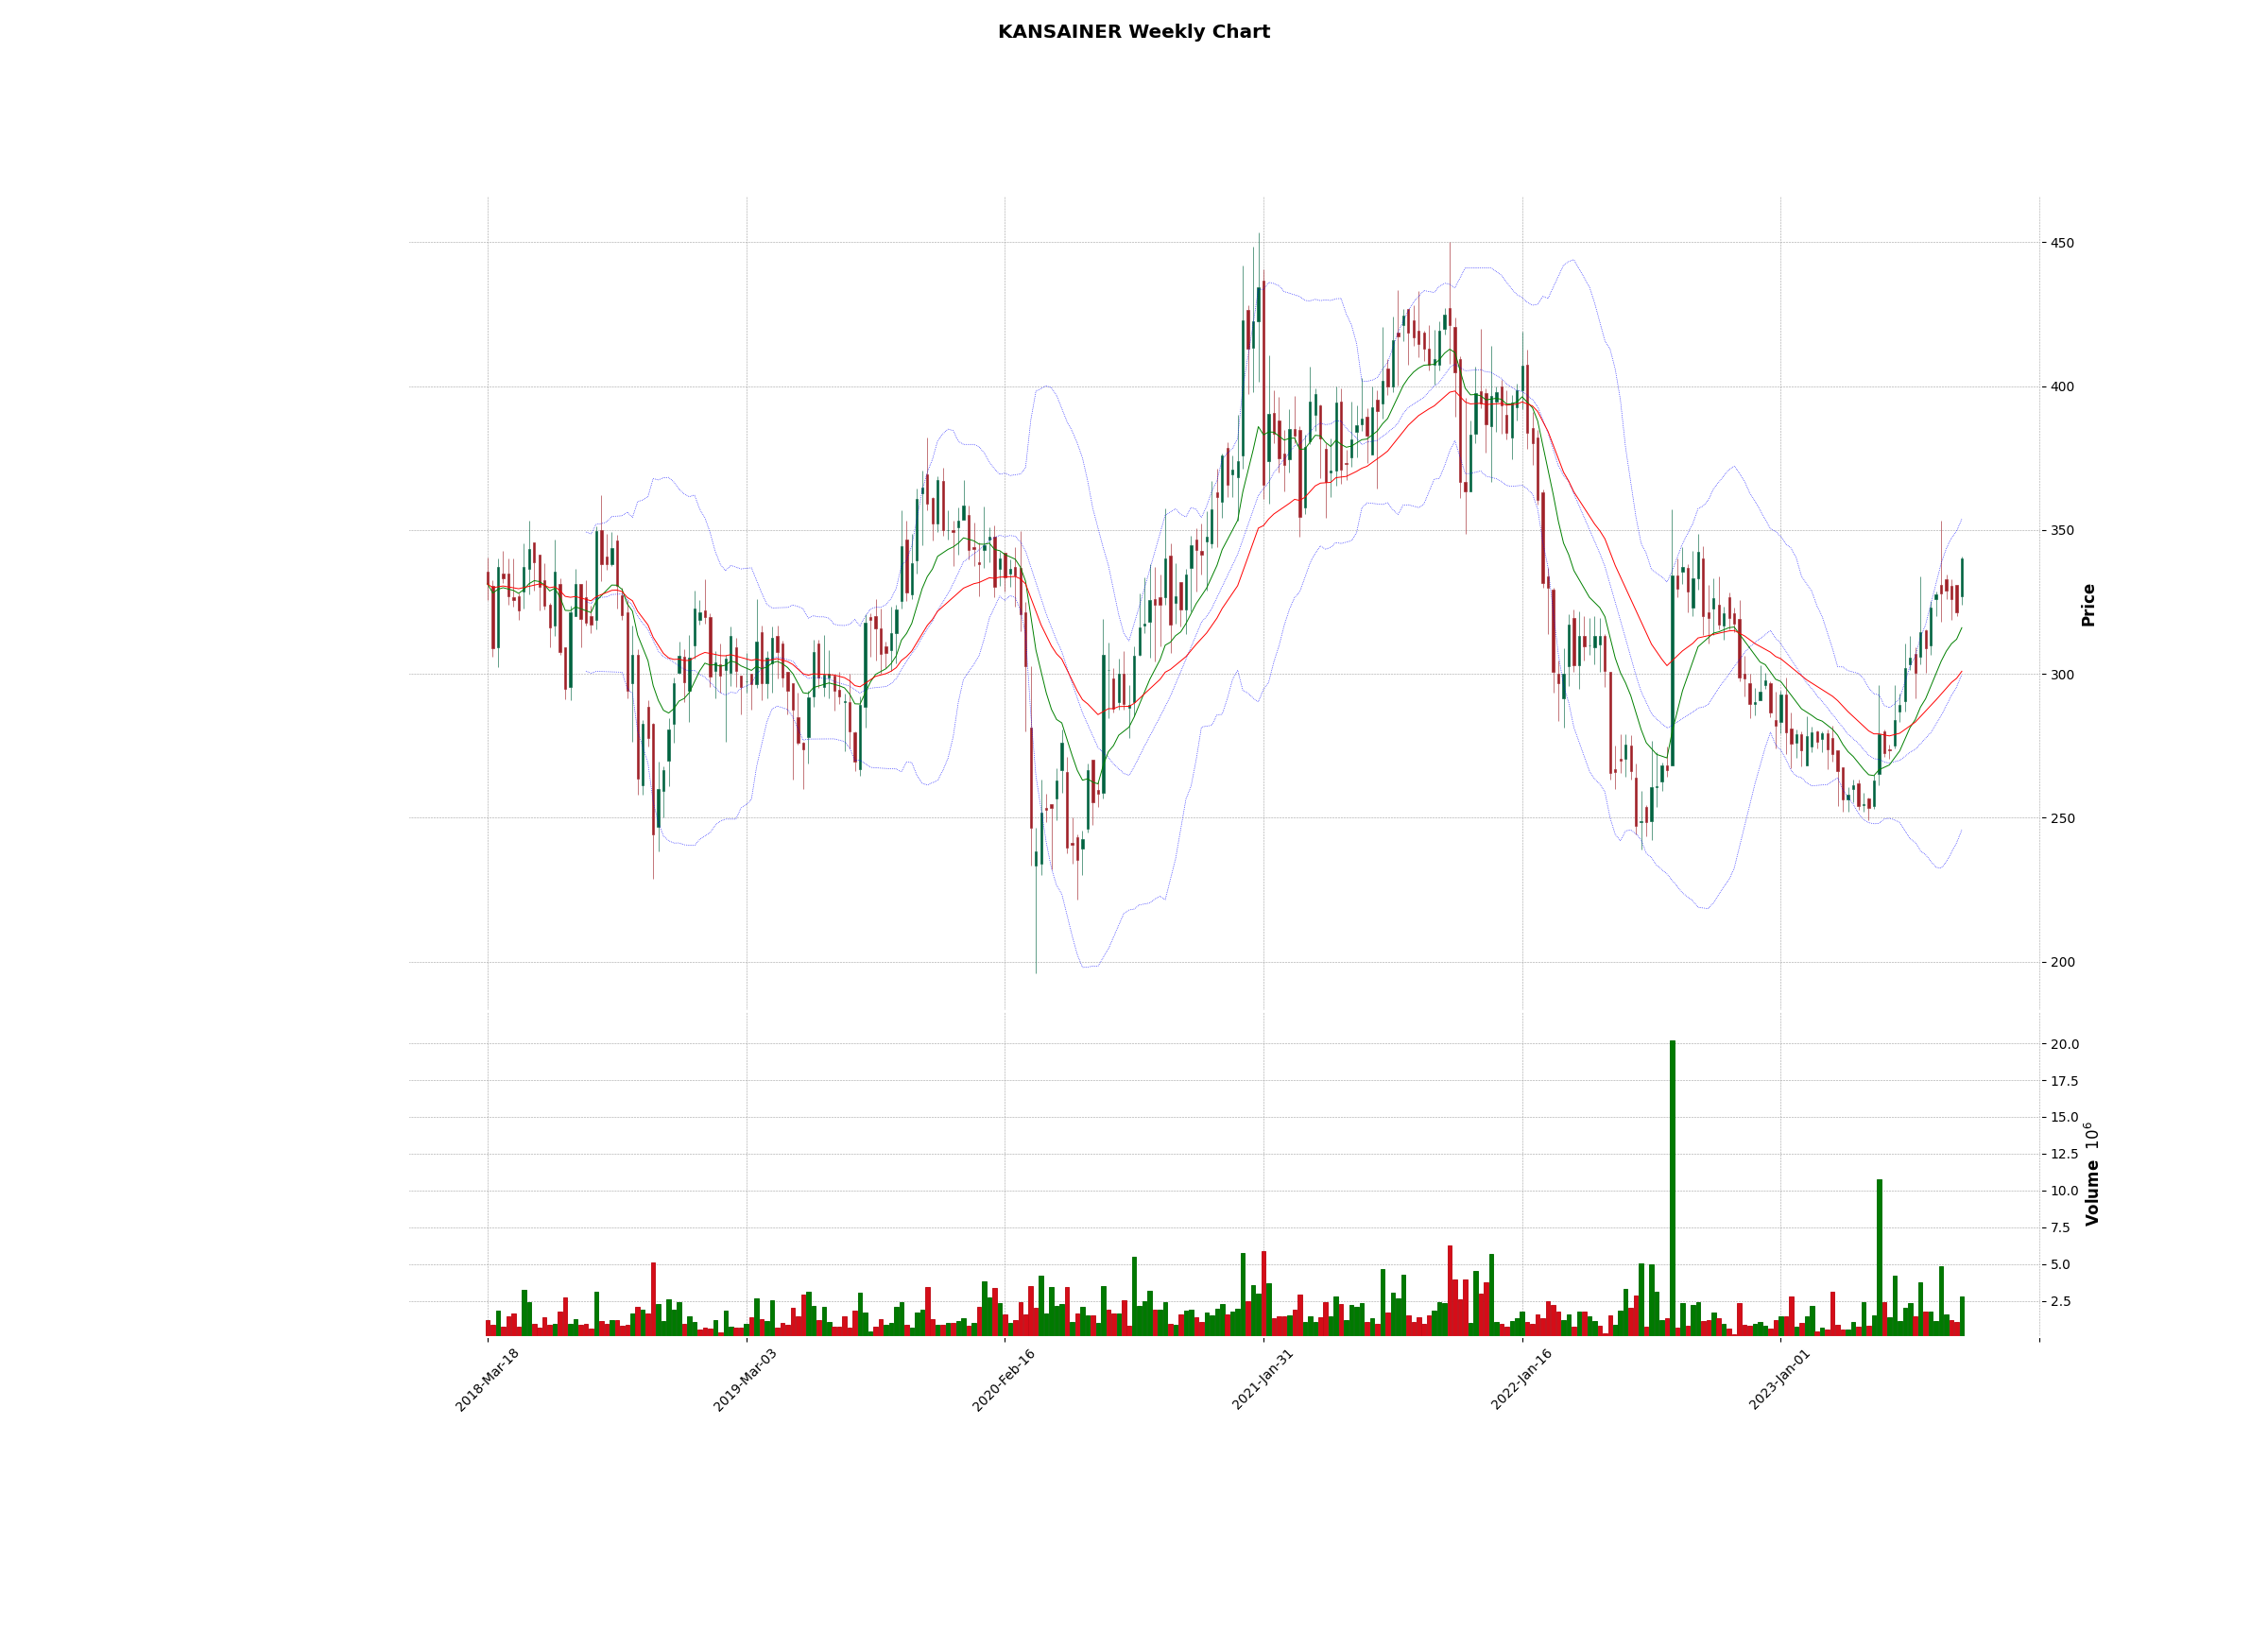 KANSAINER Weekly Chart
450
400
350
300
250
200
Price
20.0
17.5
15.0
12.5
10.0
7.5
5.0
2.5
Volume 10^6
2018-Mar-18
2019-Mar-03
2020-Feb-16
2021-Jan-31
2022-Jan-16
2023-Jan-01